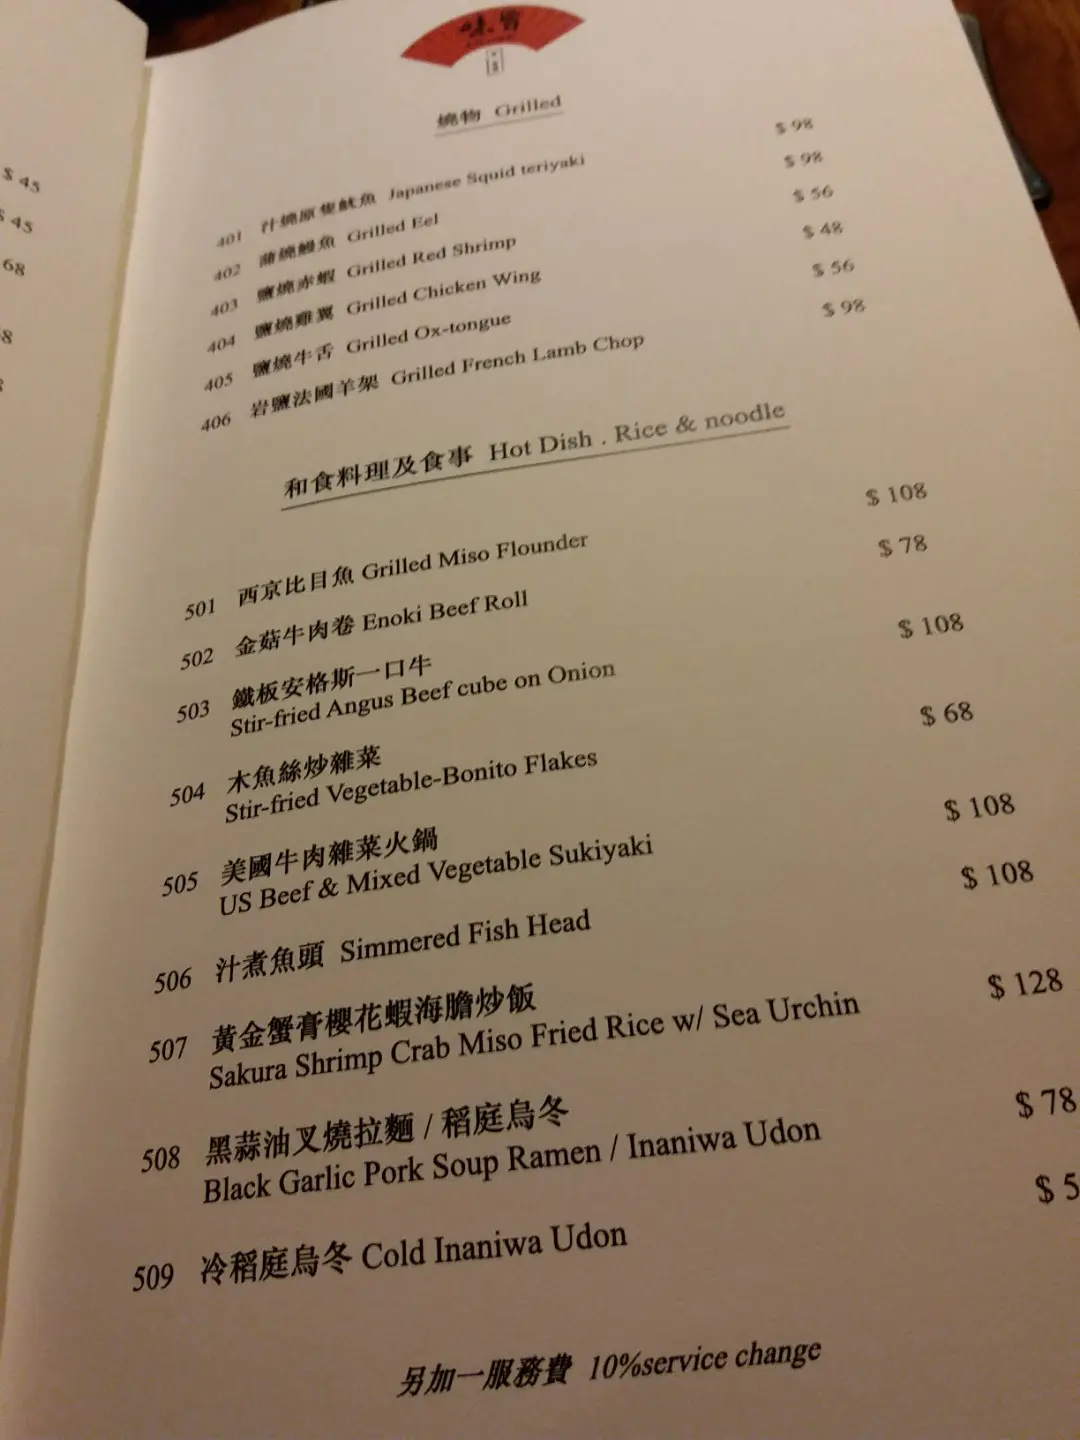 $ 45
$ 45
68
味旨
燒物 Grilled
401 汁燒原隻魷魚 Japanese Squid teriyaki $ 98
402 蒲燒鰻魚 Grilled Eel $ 98
403 鹽燒赤蝦 Grilled Red Shrimp $ 56
404 鹽燒雞翼 Grilled Chicken Wing $ 48
405 鹽燒牛舌 Grilled Ox-tongue $ 56
406 岩鹽法國羊架 Grilled French Lamb Chop $ 98
和食料理及食事 Hot Dish . Rice & noodle
501 西京比目魚 Grilled Miso Flounder $ 108
502 金菇牛肉卷 Enoki Beef Roll $ 78
503 鐵板安格斯一口牛 $ 108
Stir-fried Angus Beef cube on Onion
504 木魚絲炒雜菜 $ 68
Stir-fried Vegetable-Bonito Flakes
505 美國牛肉雜菜火鍋 $ 108
US Beef & Mixed Vegetable Sukiyaki
506 汁煮魚頭 Simmered Fish Head $ 108
507 黃金蟹膏櫻花蝦海膽炒飯 $ 128
Sakura Shrimp Crab Miso Fried Rice w/ Sea Urchin
508 黑蒜油叉燒拉麵 / 稻庭烏冬 $ 78
Black Garlic Pork Soup Ramen / Inaniwa Udon
509 冷稻庭烏冬 Cold Inaniwa Udon $ 5
另加一服務費 10%service change